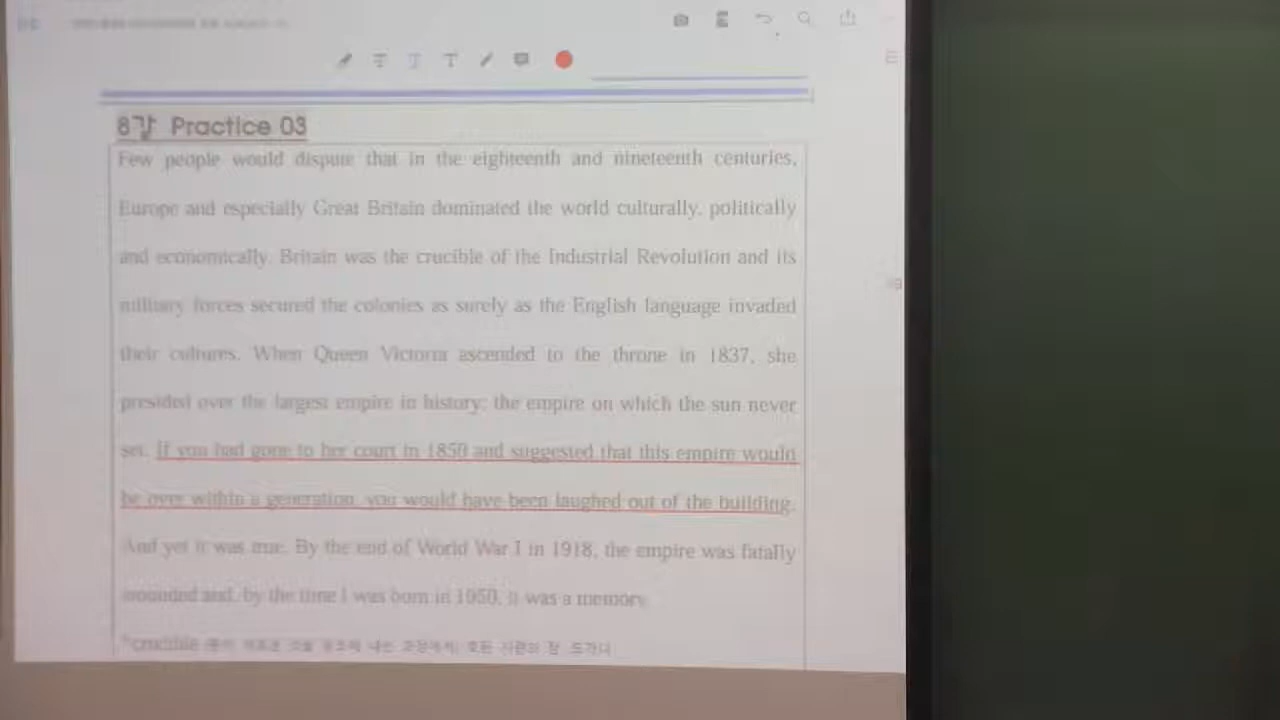 8강 Practice 03
Few people would dispute that in the eighteenth and nineteenth centuries,
Europe and especially Great Britain dominated the world culturally, politically
and economically. Britain was the crucible of the Industrial Revolution and its
military forces secured the colonies as surely as the English language invaded
their cultures. When Queen Victoria ascended to the throne in 1837, she
presided over the largest empire in history: the empire on which the sun never
set. If you had gone to her court in 1850 and suggested that this empire would
be over within a generation, you would have been laughed out of the building.
And yet it was true. By the end of World War I in 1918, the empire was fatally
wounded and, by the time I was born in 1950, it was a memory.
*crucible